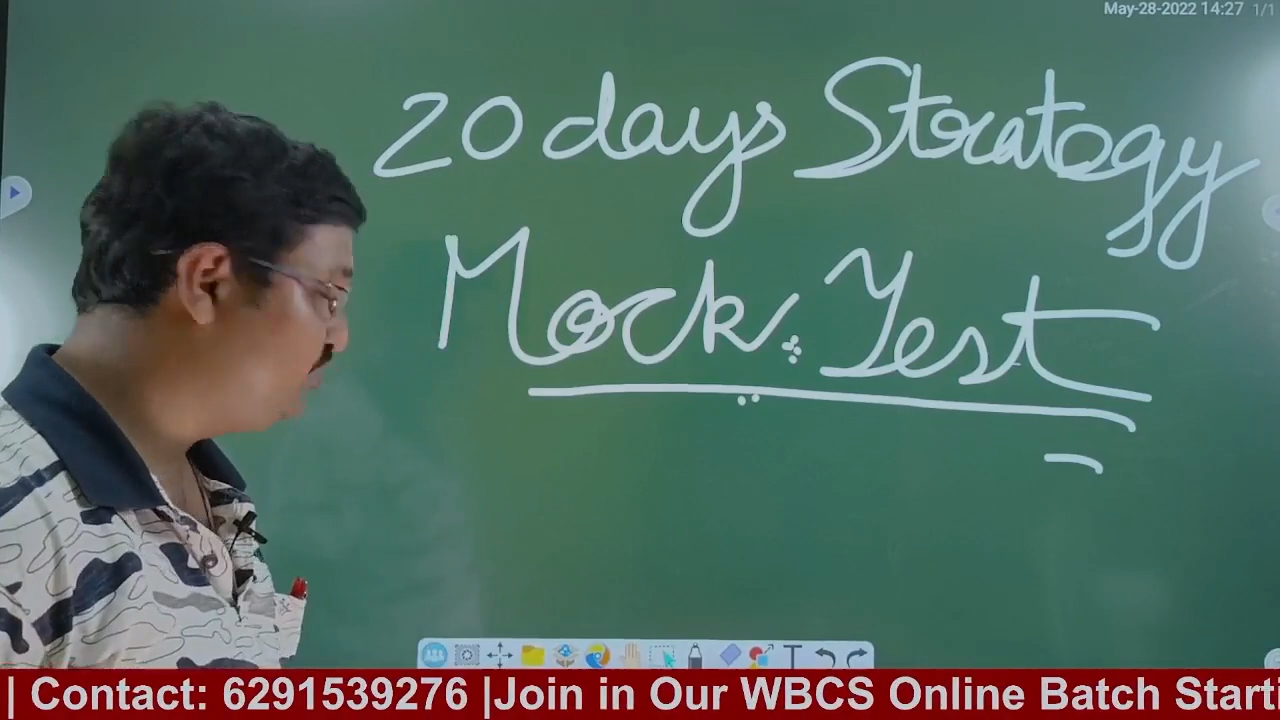 May-28-2022 14:27 1/1
20 days Strategy
Mock Test
| Contact: 6291539276 |Join in Our WBCS Online Batch Starti